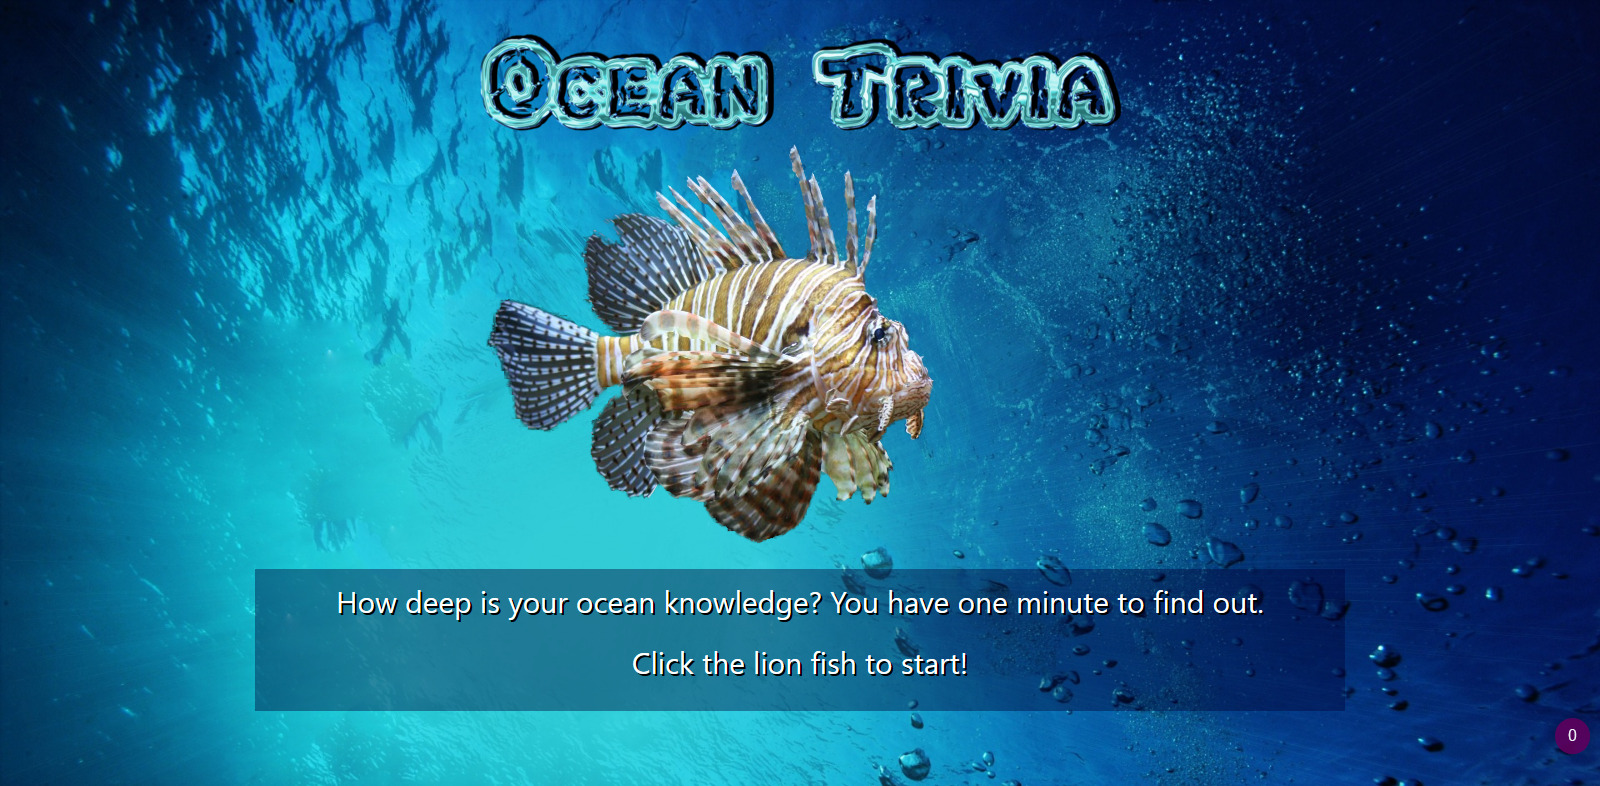 Ocean Trivia
How deep is your ocean knowledge? You have one minute to find out.
Click the lion fish to start!
0